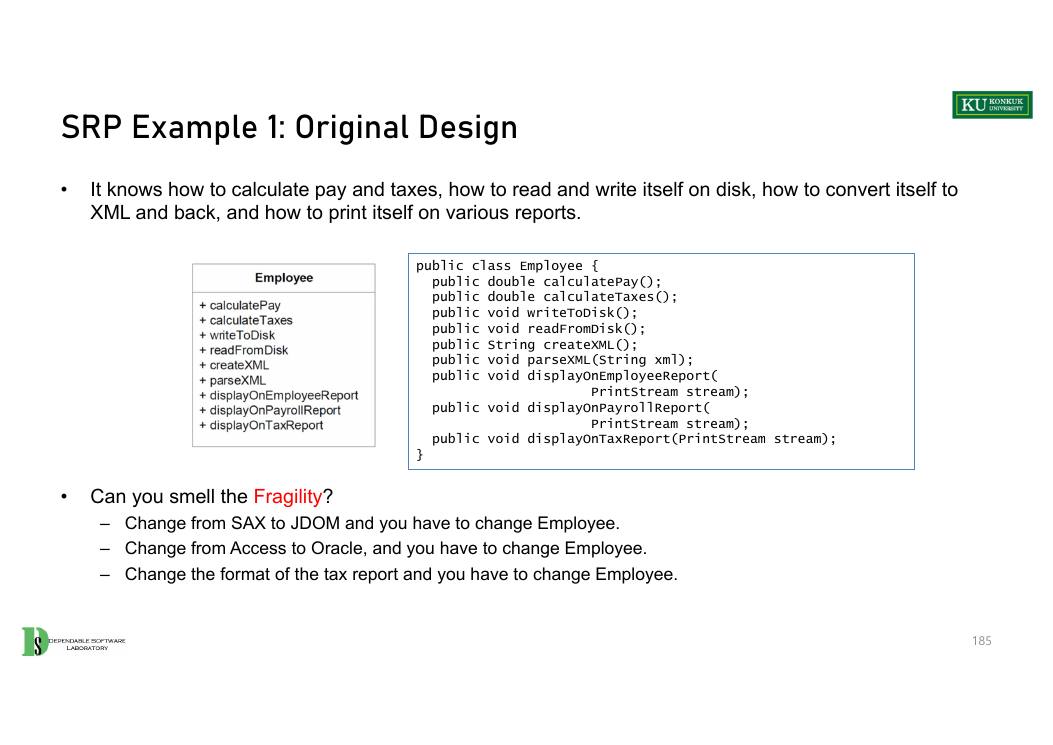 KU KONKUK
UNIVERSITY
SRP Example 1: Original Design
• It knows how to calculate pay and taxes, how to read and write itself on disk, how to convert itself to
XML and back, and how to print itself on various reports.
Employee
+ calculatePay
+ calculateTaxes
+ writeToDisk
+ readFromDisk
+ createXML
+ parseXML
+ displayOnEmployeeReport
+ displayOnPayrollReport
+ displayOnTaxReport
public class Employee {
public double calculatePay();
public double calculateTaxes();
public void writeToDisk();
public void readFromDisk();
public String createXML();
public void parseXML(String xml);
public void displayOnEmployeeReport(
PrintStream stream);
public void displayOnPayrollReport(
PrintStream stream);
public void displayOnTaxReport(PrintStream stream);
}
• Can you smell the Fragility?
– Change from SAX to JDOM and you have to change Employee.
– Change from Access to Oracle, and you have to change Employee.
– Change the format of the tax report and you have to change Employee.
DS DEPENDABLE SOFTWARE
LABORATORY
185